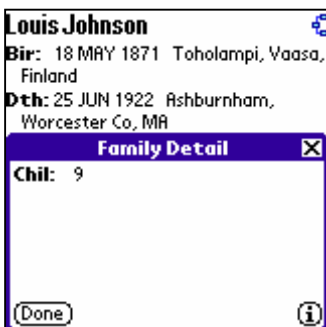 Louis Johnson
Bir: 18 MAY 1871 Toholampi, Vaasa,
Finland
Dth: 25 JUN 1922 Ashburnham,
Worcester Co, MA
Family Detail
Chil: 9
Done